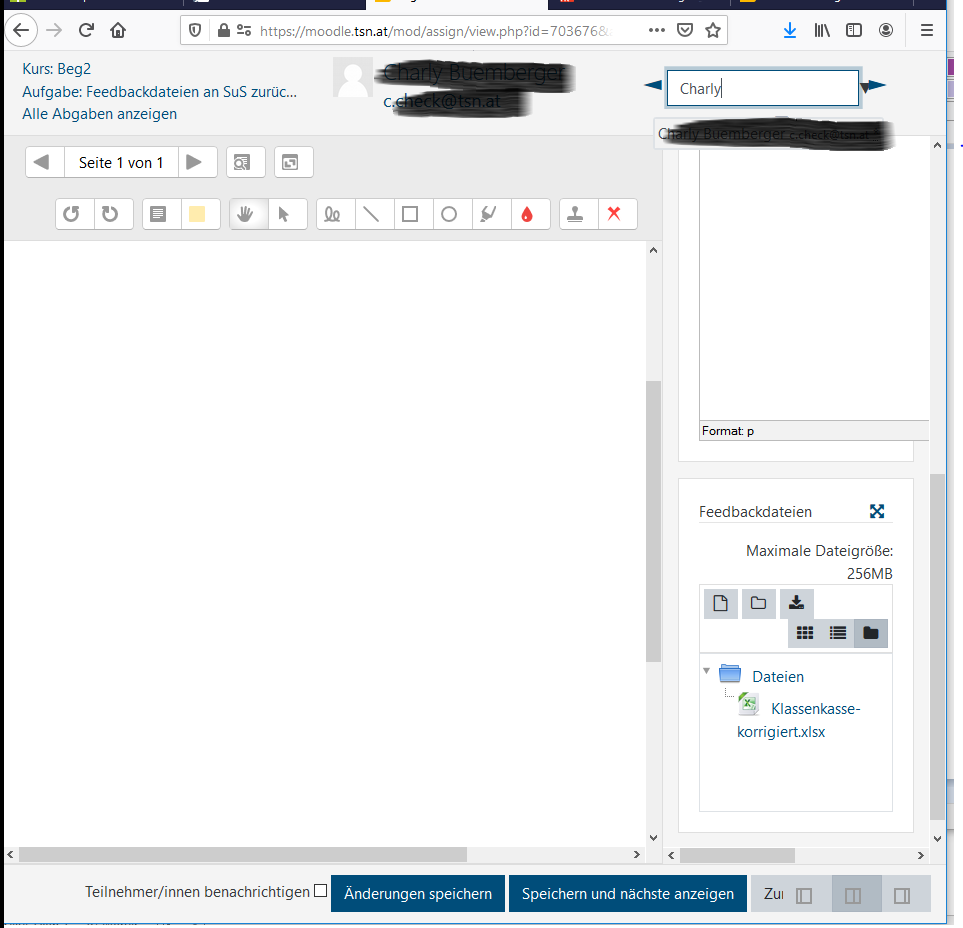 https://moodle.tsn.at/mod/assign/view.php?id=703676&
Kurs: Beg2
Aufgabe: Feedbackdateien an SuS zurüc...
Alle Abgaben anzeigen
Charly
Seite 1 von 1
Format: p
Feedbackdateien
Maximale Dateigröße:
256MB
Dateien
Klassenkasse-
korrigiert.xlsx
Teilnehmer/innen benachrichtigen
Änderungen speichern
Speichern und nächste anzeigen